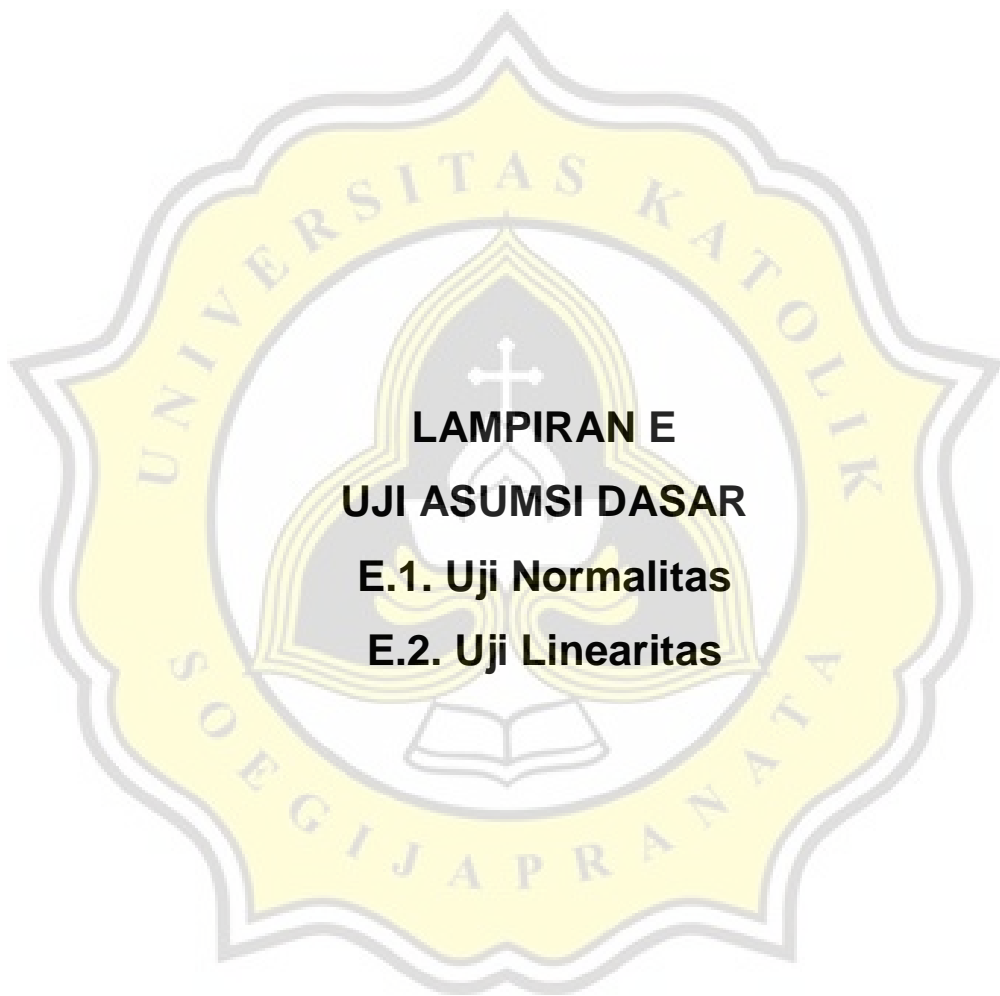 UNIVERSITAS KATOLIK
LAMPIRAN E
UJI ASUMSI DASAR
E.1. Uji Normalitas
E.2. Uji Linearitas
SOEGIJAPRANATA